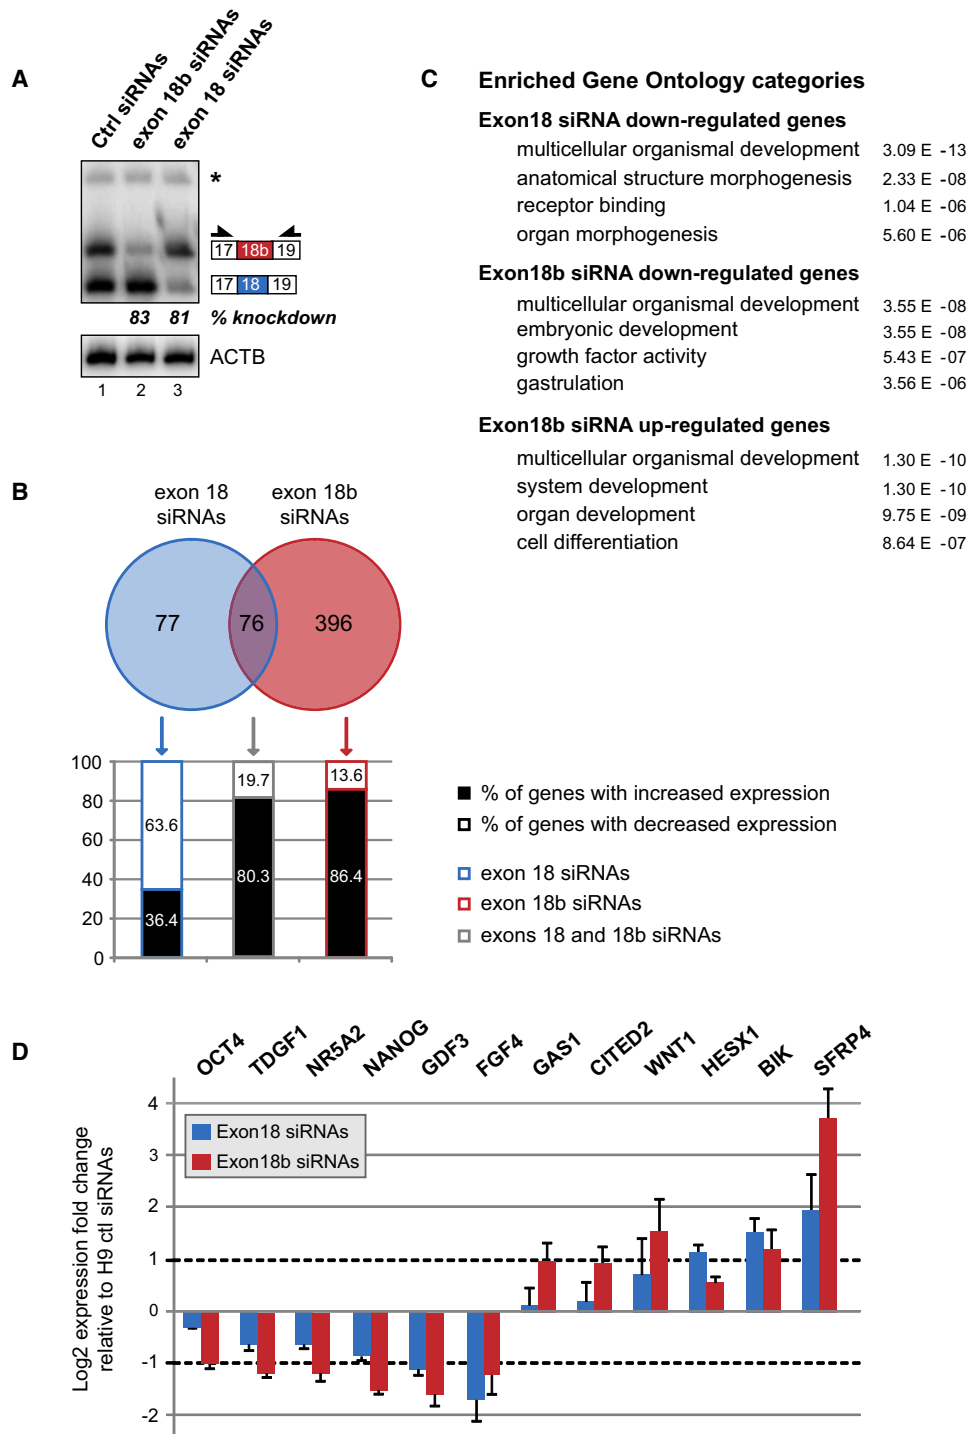 A
Ctrl siRNAs
exon 18b siRNAs
exon 18 siRNAs
*
17 18b 19
17 18 19
83 81 % knockdown
ACTB
1 2 3
B
exon 18 siRNAs
exon 18b siRNAs
77 76 396
100
80
60
40
20
0
63.6
36.4
19.7
80.3
13.6
86.4
% of genes with increased expression
% of genes with decreased expression
exon 18 siRNAs
exon 18b siRNAs
exons 18 and 18b siRNAs
C
Enriched Gene Ontology categories
Exon18 siRNA down-regulated genes
multicellular organismal development 3.09 E -13
anatomical structure morphogenesis 2.33 E -08
receptor binding 1.04 E -06
organ morphogenesis 5.60 E -06
Exon18b siRNA down-regulated genes
multicellular organismal development 3.55 E -08
embryonic development 3.55 E -08
growth factor activity 5.43 E -07
gastrulation 3.56 E -06
Exon18b siRNA up-regulated genes
multicellular organismal development 1.30 E -10
system development 1.30 E -10
organ development 9.75 E -09
cell differentiation 8.64 E -07
D
OCT4 TDGF1 NR5A2 NANOG GDF3 FGF4 GAS1 CITED2 WNT1 HESX1 BIK SFRP4
Log2 expression fold change
relative to H9 ctl siRNAs
4
3
2
1
0
-1
-2
Exon18 siRNAs
Exon18b siRNAs